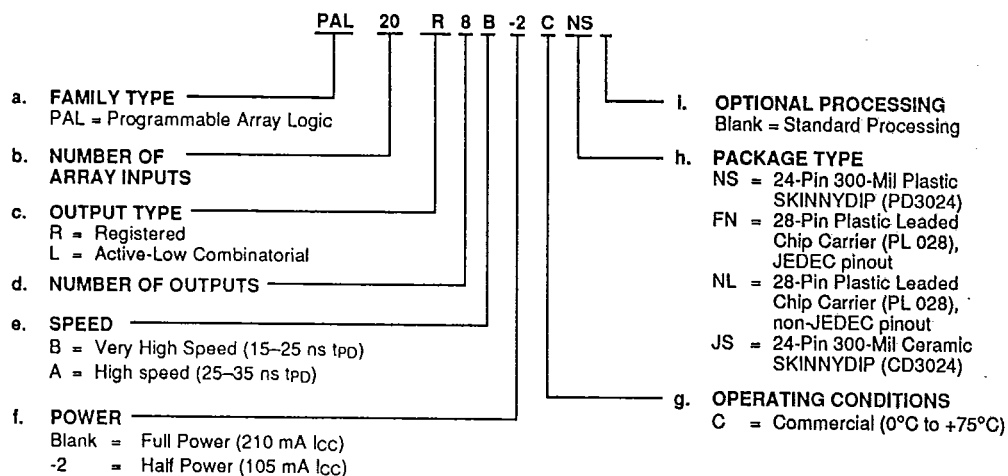 PAL 20 R 8 B -2 C NS
a. FAMILY TYPE
PAL = Programmable Array Logic
b. NUMBER OF
ARRAY INPUTS
c. OUTPUT TYPE
R = Registered
L = Active-Low Combinatorial
d. NUMBER OF OUTPUTS
e. SPEED
B = Very High Speed (15–25 ns tPD)
A = High speed (25–35 ns tPD)
f. POWER
Blank = Full Power (210 mA ICC)
-2 = Half Power (105 mA ICC)
i. OPTIONAL PROCESSING
Blank = Standard Processing
h. PACKAGE TYPE
NS = 24-Pin 300-Mil Plastic
SKINNYDIP (PD3024)
FN = 28-Pin Plastic Leaded
Chip Carrier (PL 028),
JEDEC pinout
NL = 28-Pin Plastic Leaded
Chip Carrier (PL 028),
non-JEDEC pinout
JS = 24-Pin 300-Mil Ceramic
SKINNYDIP (CD3024)
g. OPERATING CONDITIONS
C = Commercial (0°C to +75°C)